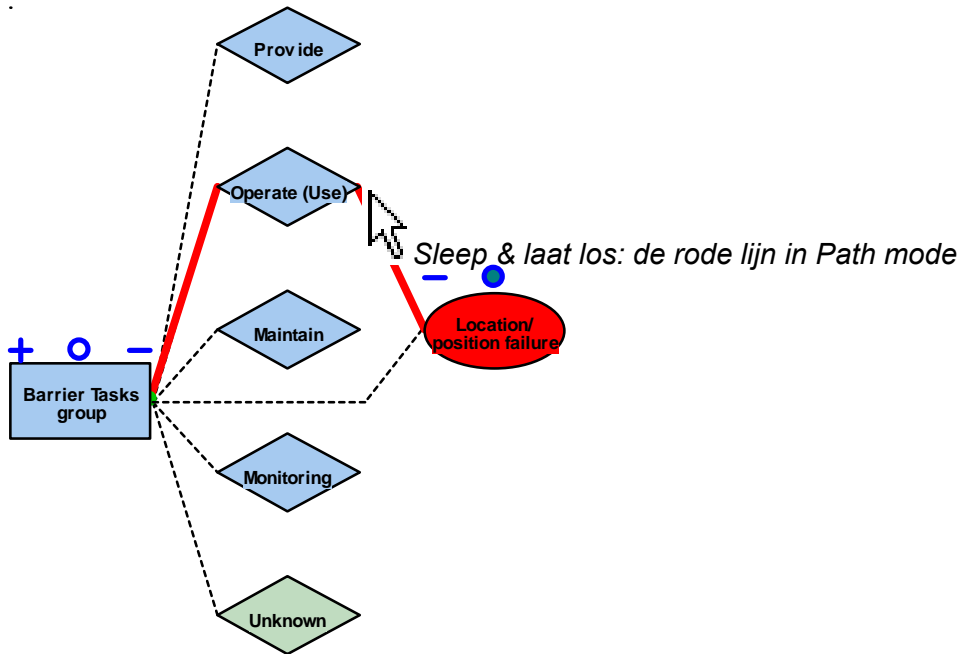 Provide
Operate (Use)
Sleep & laat los: de rode lijn in Path mode
Location/
position failure
Maintain
Barrier Tasks
group
Monitoring
Unknown